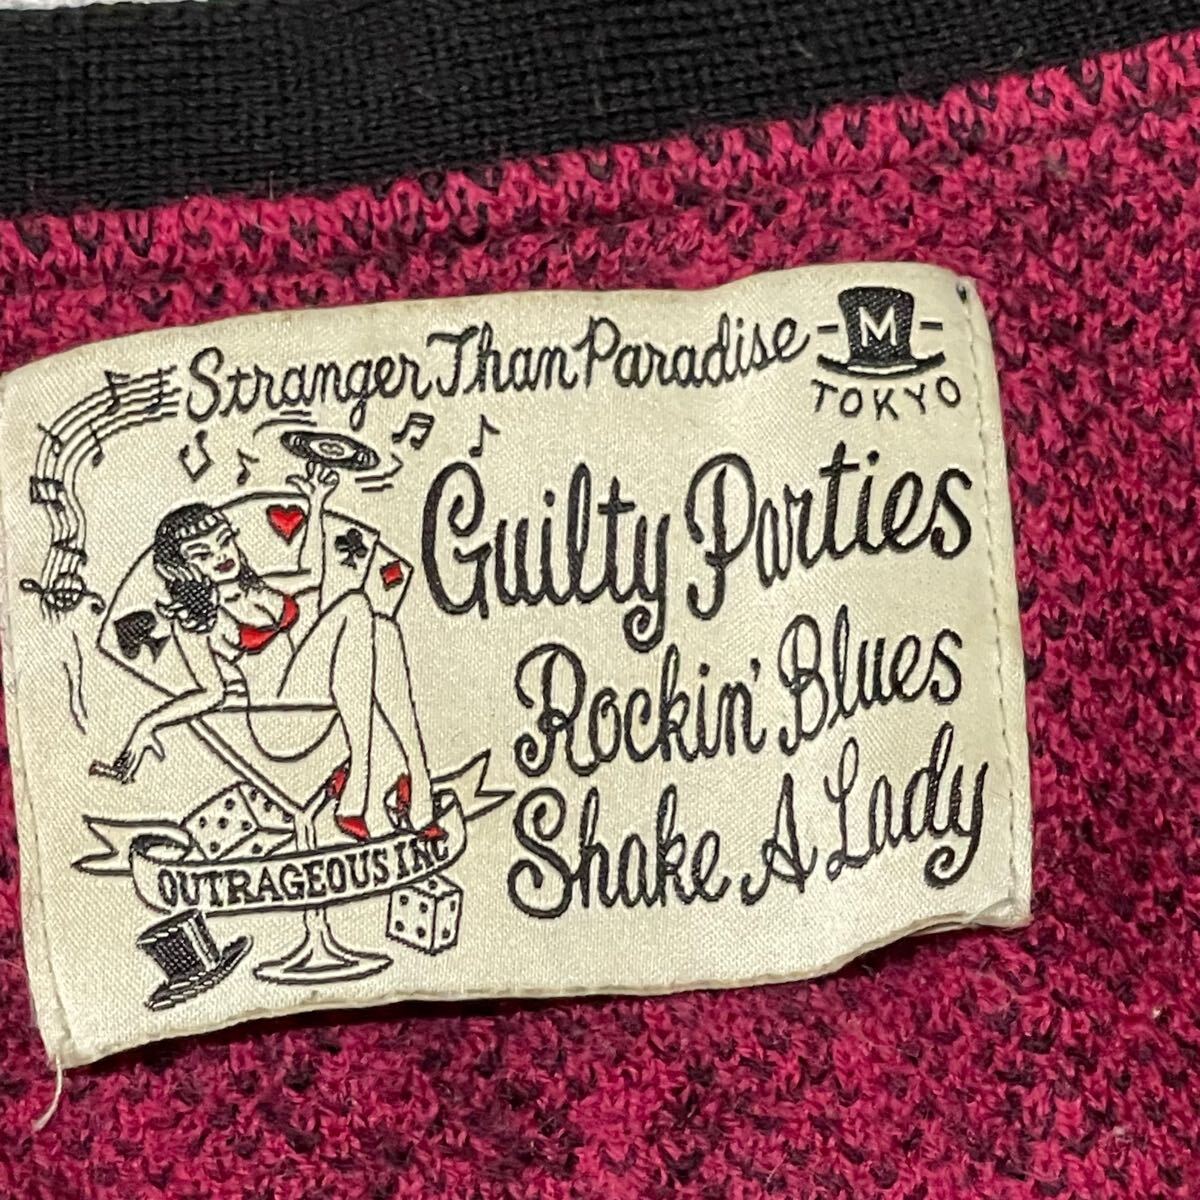 Stranger Than Paradise
M
TOKYO
Guilty Parties
Rockin' Blues
Shake A Lady
OUTRAGEOUS INC